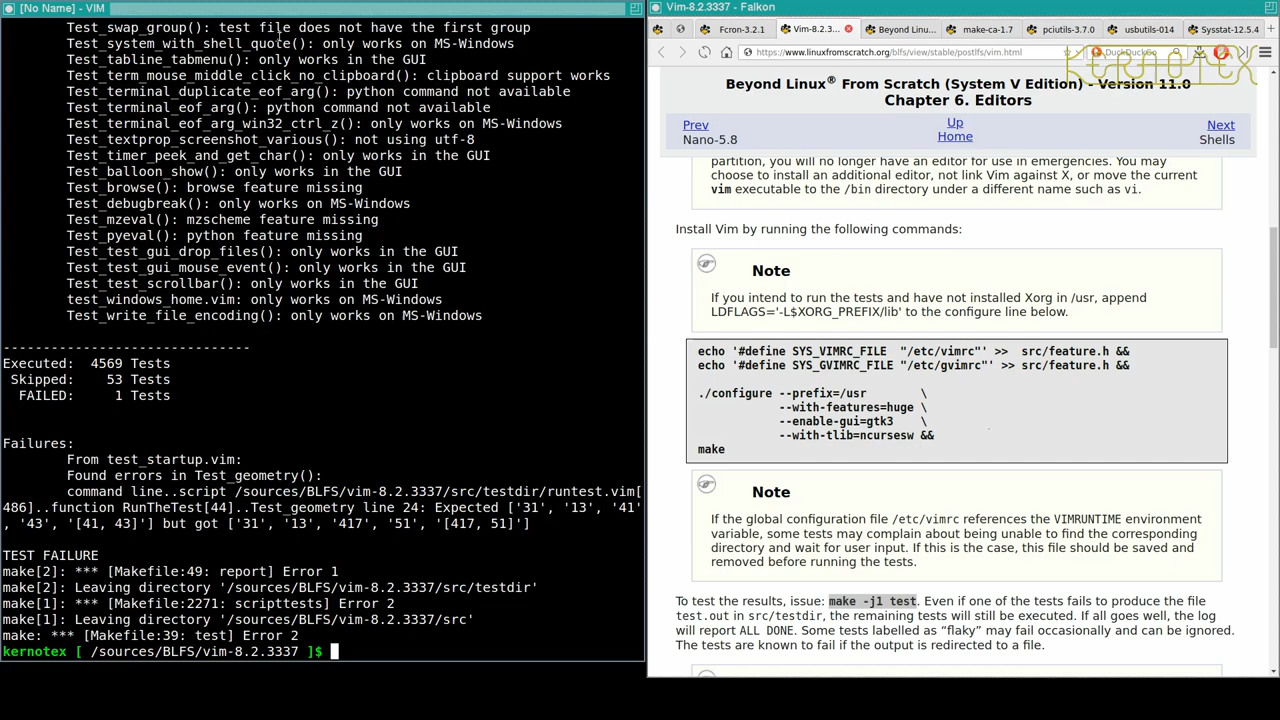 [No Name] - VIM
Test_swap_group(): test file does not have the first group
Test_system_with_shell_quote(): only works on MS-Windows
Test_tabline_tabmenu(): only works in the GUI
Test_term_mouse_middle_click_no_clipboard(): clipboard support works
Test_terminal_duplicate_eof_arg(): python command not available
Test_terminal_eof_arg(): python command not available
Test_terminal_eof_arg_win32_ctrl_z(): only works on MS-Windows
Test_textprop_screenshot_various(): not using utf-8
Test_timer_peek_and_get_char(): only works in the GUI
Test_balloon_show(): only works in the GUI
Test_browse(): browse feature missing
Test_debugbreak(): only works on MS-Windows
Test_mzeval(): mzscheme feature missing
Test_pyeval(): python feature missing
Test_test_gui_drop_files(): only works in the GUI
Test_test_gui_mouse_event(): only works in the GUI
Test_test_scrollbar(): only works in the GUI
Test_windows_home.vim: only works on MS-Windows
Test_write_file_encoding(): only works on MS-Windows
-------------------------------
Executed:  4569 Tests
Skipped:    53 Tests
FAILED:     1 Tests
Failures:
From test_startup.vim:
Found errors in Test_geometry():
command line..script /sources/BLFS/vim-8.2.3337/src/testdir/runtest.vim[
486]..function RunTheTest[44]..Test_geometry line 24: Expected ['31', '13', '41'
, '43', '[41, 43]'] but got ['31', '13', '417', '51', '[417, 51]']
TEST FAILURE
make[2]: *** [Makefile:49: report] Error 1
make[2]: Leaving directory '/sources/BLFS/vim-8.2.3337/src/testdir'
make[1]: *** [Makefile:2271: scripttests] Error 2
make[1]: Leaving directory '/sources/BLFS/vim-8.2.3337/src'
make: *** [Makefile:39: test] Error 2
kernotex [ /sources/BLFS/vim-8.2.3337 ]$
Vim-8.2.3337 - Falkon
Fcron-3.2.1
Vim-8.2.3...
Beyond Linu...
make-ca-1.7
pciutils-3.7.0
usbutils-014
Sysstat-12.5.4
https://www.linuxfromscratch.org/blfs/view/stable/postlfs/vim.html
DuckDuckGo
KERNOTEX
Beyond Linux® From Scratch (System V Edition) - Version 11.0
Chapter 6. Editors
Prev
Up
Next
Nano-5.8
Home
Shells
partition, you will no longer have an editor for use in emergencies. You may
choose to install an additional editor, not link Vim against X, or move the current
vim executable to the /bin directory under a different name such as vi.
Install Vim by running the following commands:
Note
If you intend to run the tests and have not installed Xorg in /usr, append
LDFLAGS='-L$XORG_PREFIX/lib' to the configure line below.
echo '#define SYS_VIMRC_FILE  "/etc/vimrc"' >>  src/feature.h &&
echo '#define SYS_GVIMRC_FILE "/etc/gvimrc"' >> src/feature.h &&
./configure --prefix=/usr        \
--with-features=huge \
--enable-gui=gtk3    \
--with-tlib=ncursesw &&
make
Note
If the global configuration file /etc/vimrc references the VIMRUNTIME environment
variable, some tests may complain about being unable to find the corresponding
directory and wait for user input. If this is the case, this file should be saved and
removed before running the tests.
To test the results, issue: make -j1 test. Even if one of the tests fails to produce the file
test.out in src/testdir, the remaining tests will still be executed. If all goes well, the log
will report ALL DONE. Some tests labelled as “flaky” may fail occasionally and can be ignored.
The tests are known to fail if the output is redirected to a file.